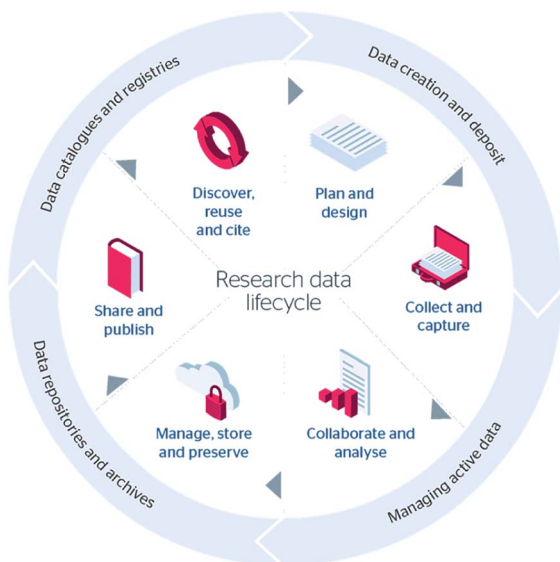 Research data
lifecycle
Plan and
design
Collect and
capture
Collaborate and
analyse
Manage, store
and preserve
Share and
publish
Discover,
reuse
and cite
Data creation and deposit
Managing active data
Data repositories and archives
Data catalogues and registries